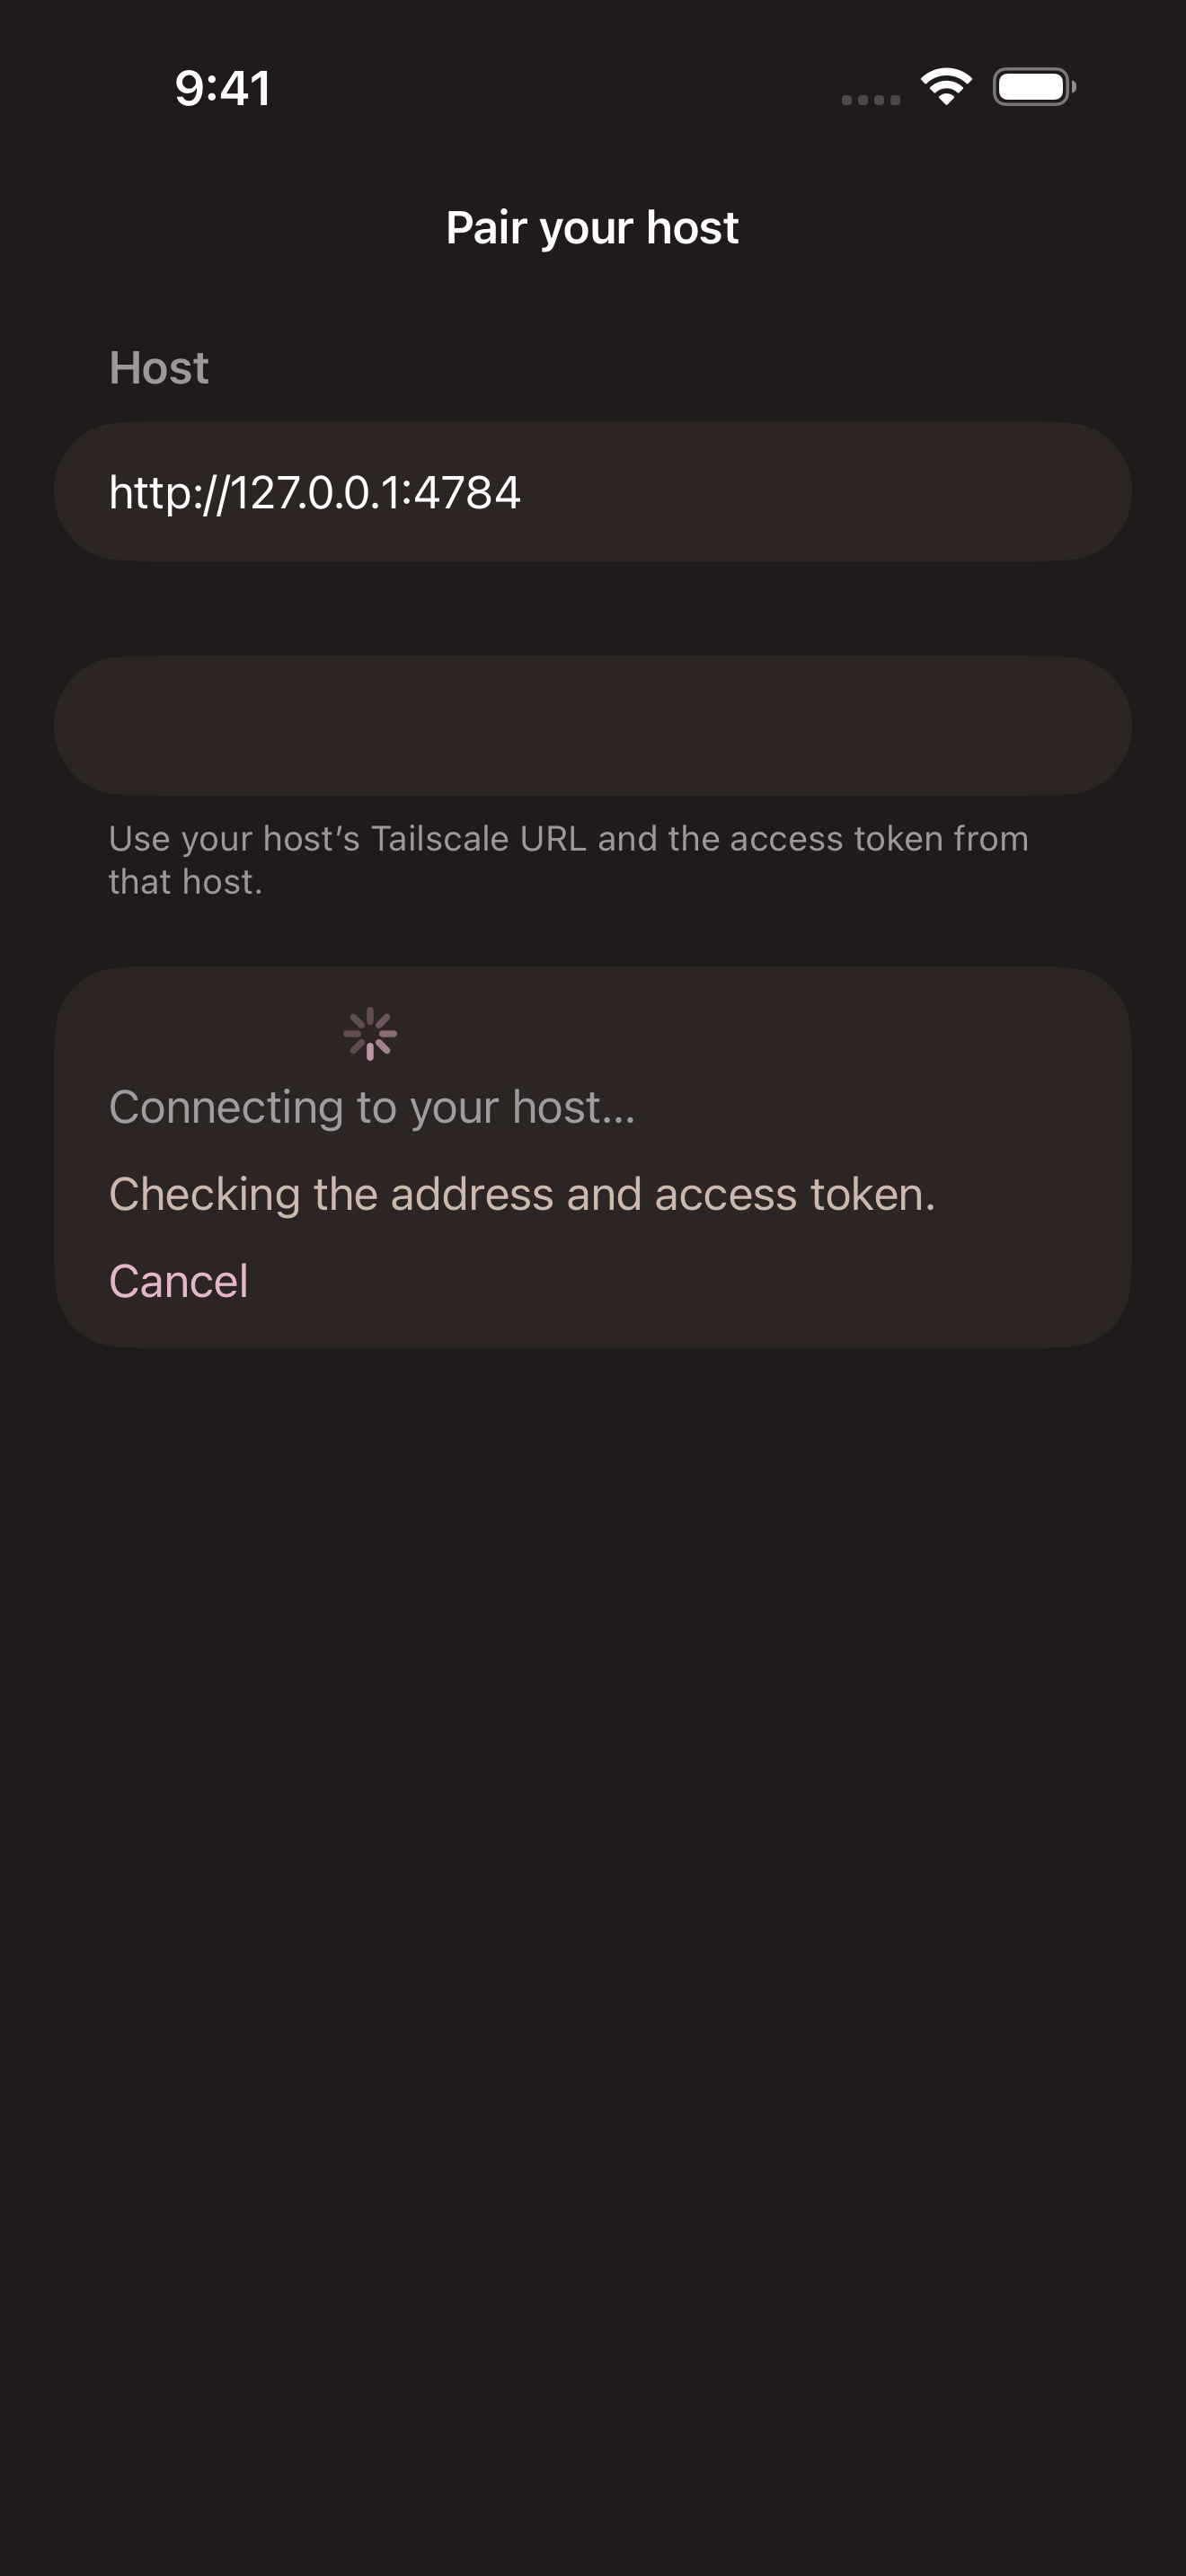 9:41
Pair your host
Host
http://127.0.0.1:4784
Use your host’s Tailscale URL and the access token from
that host.
Connecting to your host...
Checking the address and access token.
Cancel